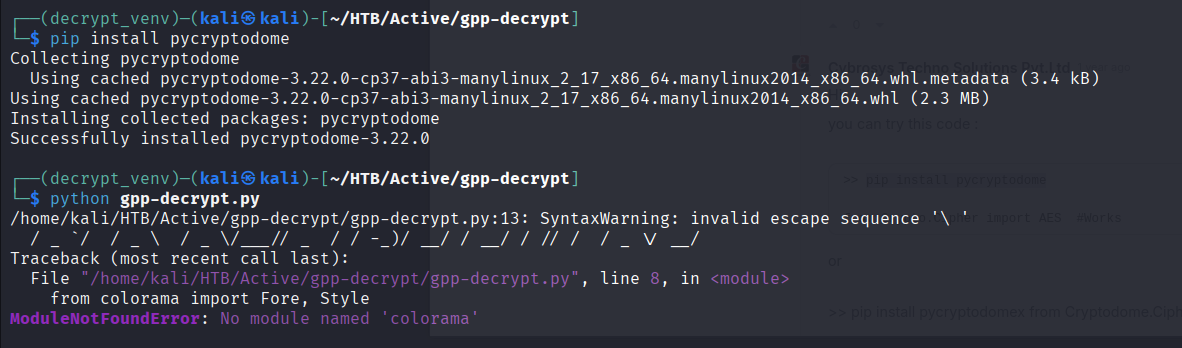 ┌──(decrypt_venv)─(kali㉿kali)-[~/HTB/Active/gpp-decrypt]
└─$ pip install pycryptodome
Collecting pycryptodome
  Using cached pycryptodome-3.22.0-cp37-abi3-manylinux_2_17_x86_64.manylinux2014_x86_64.whl.metadata (3.4 kB)
Using cached pycryptodome-3.22.0-cp37-abi3-manylinux_2_17_x86_64.manylinux2014_x86_64.whl (2.3 MB)
Installing collected packages: pycryptodome
Successfully installed pycryptodome-3.22.0
┌──(decrypt_venv)─(kali㉿kali)-[~/HTB/Active/gpp-decrypt]
└─$ python gpp-decrypt.py
/home/kali/HTB/Active/gpp-decrypt/gpp-decrypt.py:13: SyntaxWarning: invalid escape sequence '\ '
  / _ `/  / _ \  / _ \/___// _  / / -_)/ __/ / __/ / // /  / _ \/ __/
Traceback (most recent call last):
  File "/home/kali/HTB/Active/gpp-decrypt/gpp-decrypt.py", line 8, in <module>
    from colorama import Fore, Style
ModuleNotFoundError: No module named 'colorama'
Cybmsys Techno Solutions Pvt.Ltd
you can try this code :
>> pip install pycryptodome
import AES #Works
or
>> pip install pycryptodomex from Cryptodome.Ciph